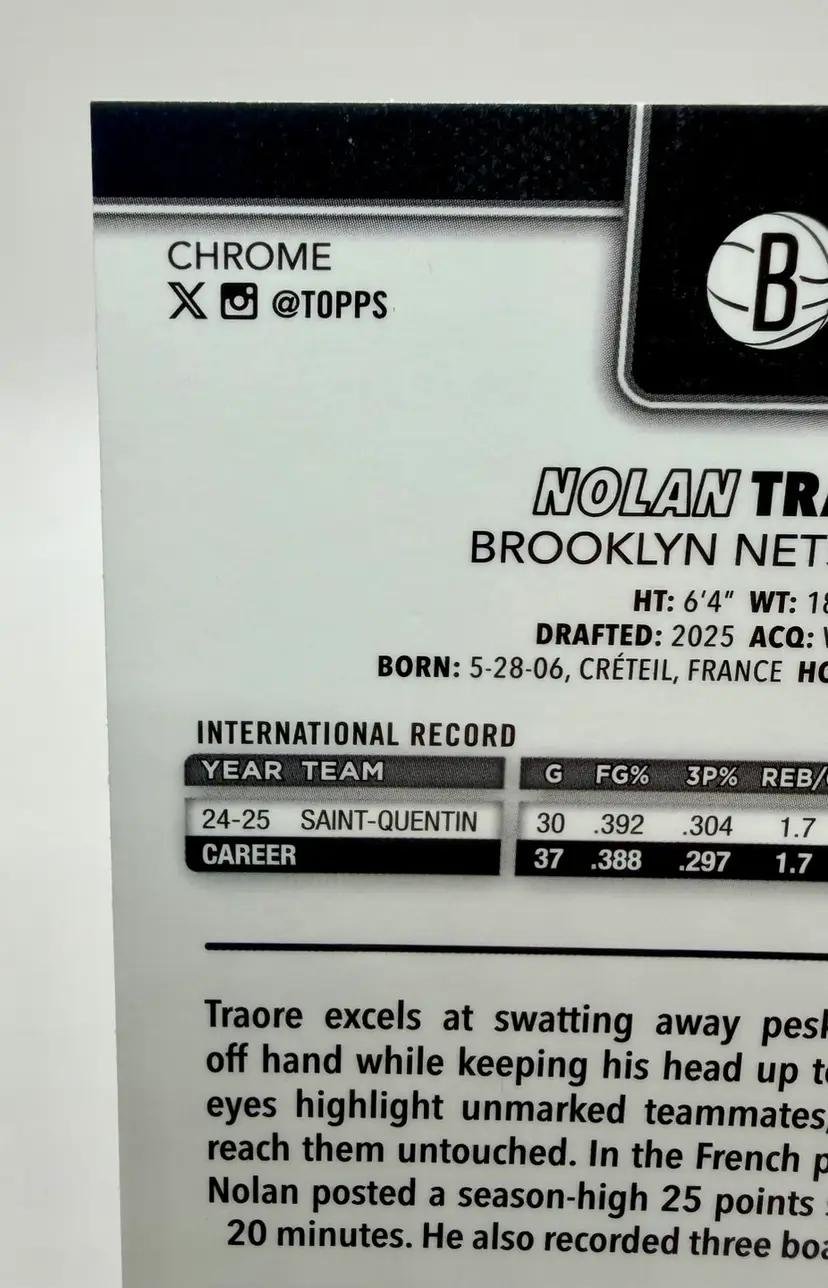 CHROME
X @TOPPS
B
NOLAN
BROOKLYN
HT: 6'4" WT:
DRAFTED: 2025 ACQ:
BORN: 5-28-06, CRÉTEIL, FRANCE
INTERNATIONAL RECORD
YEAR TEAM G FG% 3P%
24-25 SAINT-QUENTIN 30 .392 .304 1.7
CAREER 37 .388 .297 1.7
Traore excels at swatting away
off hand while keeping his head up
eyes highlight unmarked teammates,
reach them untouched. In the French
Nolan posted a season-high 25 points
20 minutes. He also recorded three